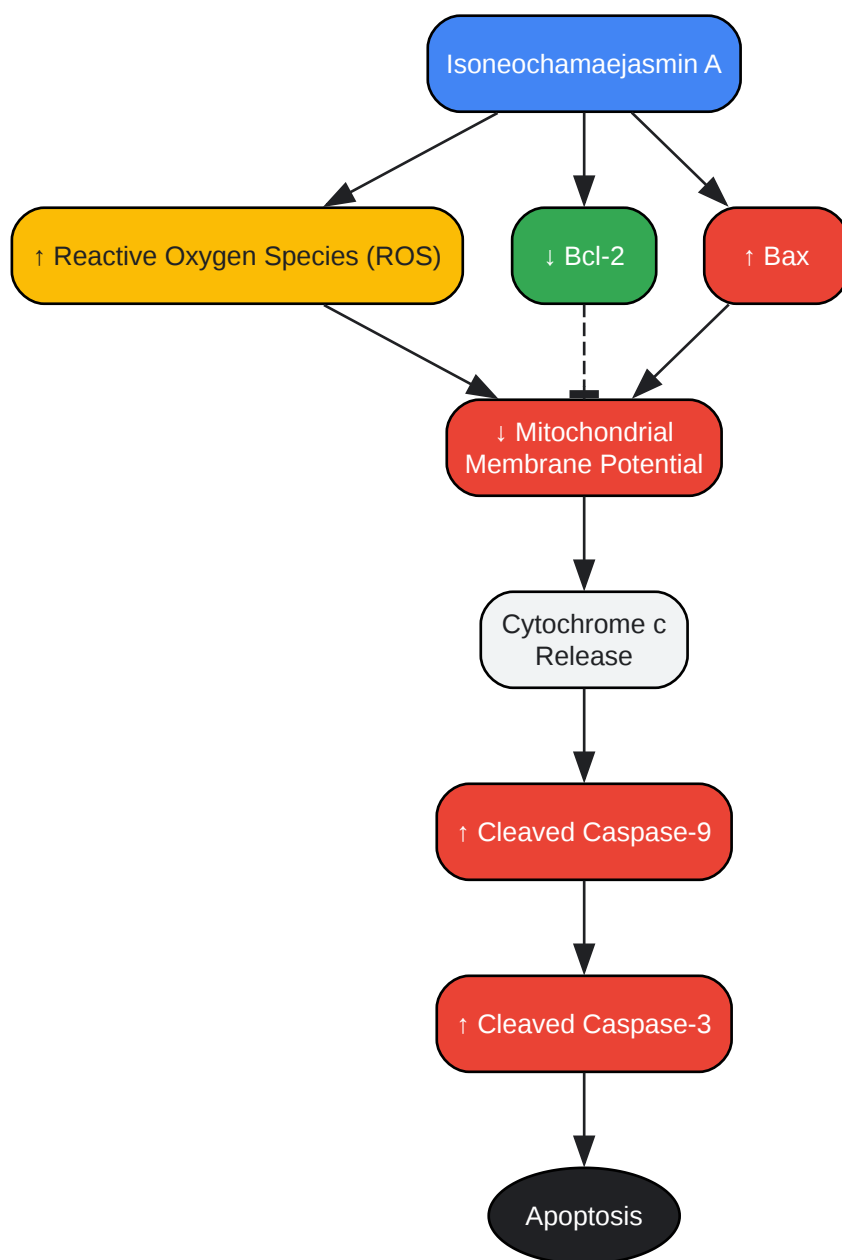 Isoneochamaejasmin A
↑ Reactive Oxygen Species (ROS)
↓ Bcl-2
↑ Bax
↓ Mitochondrial
Membrane Potential
Cytochrome c
Release
↑ Cleaved Caspase-9
↑ Cleaved Caspase-3
Apoptosis